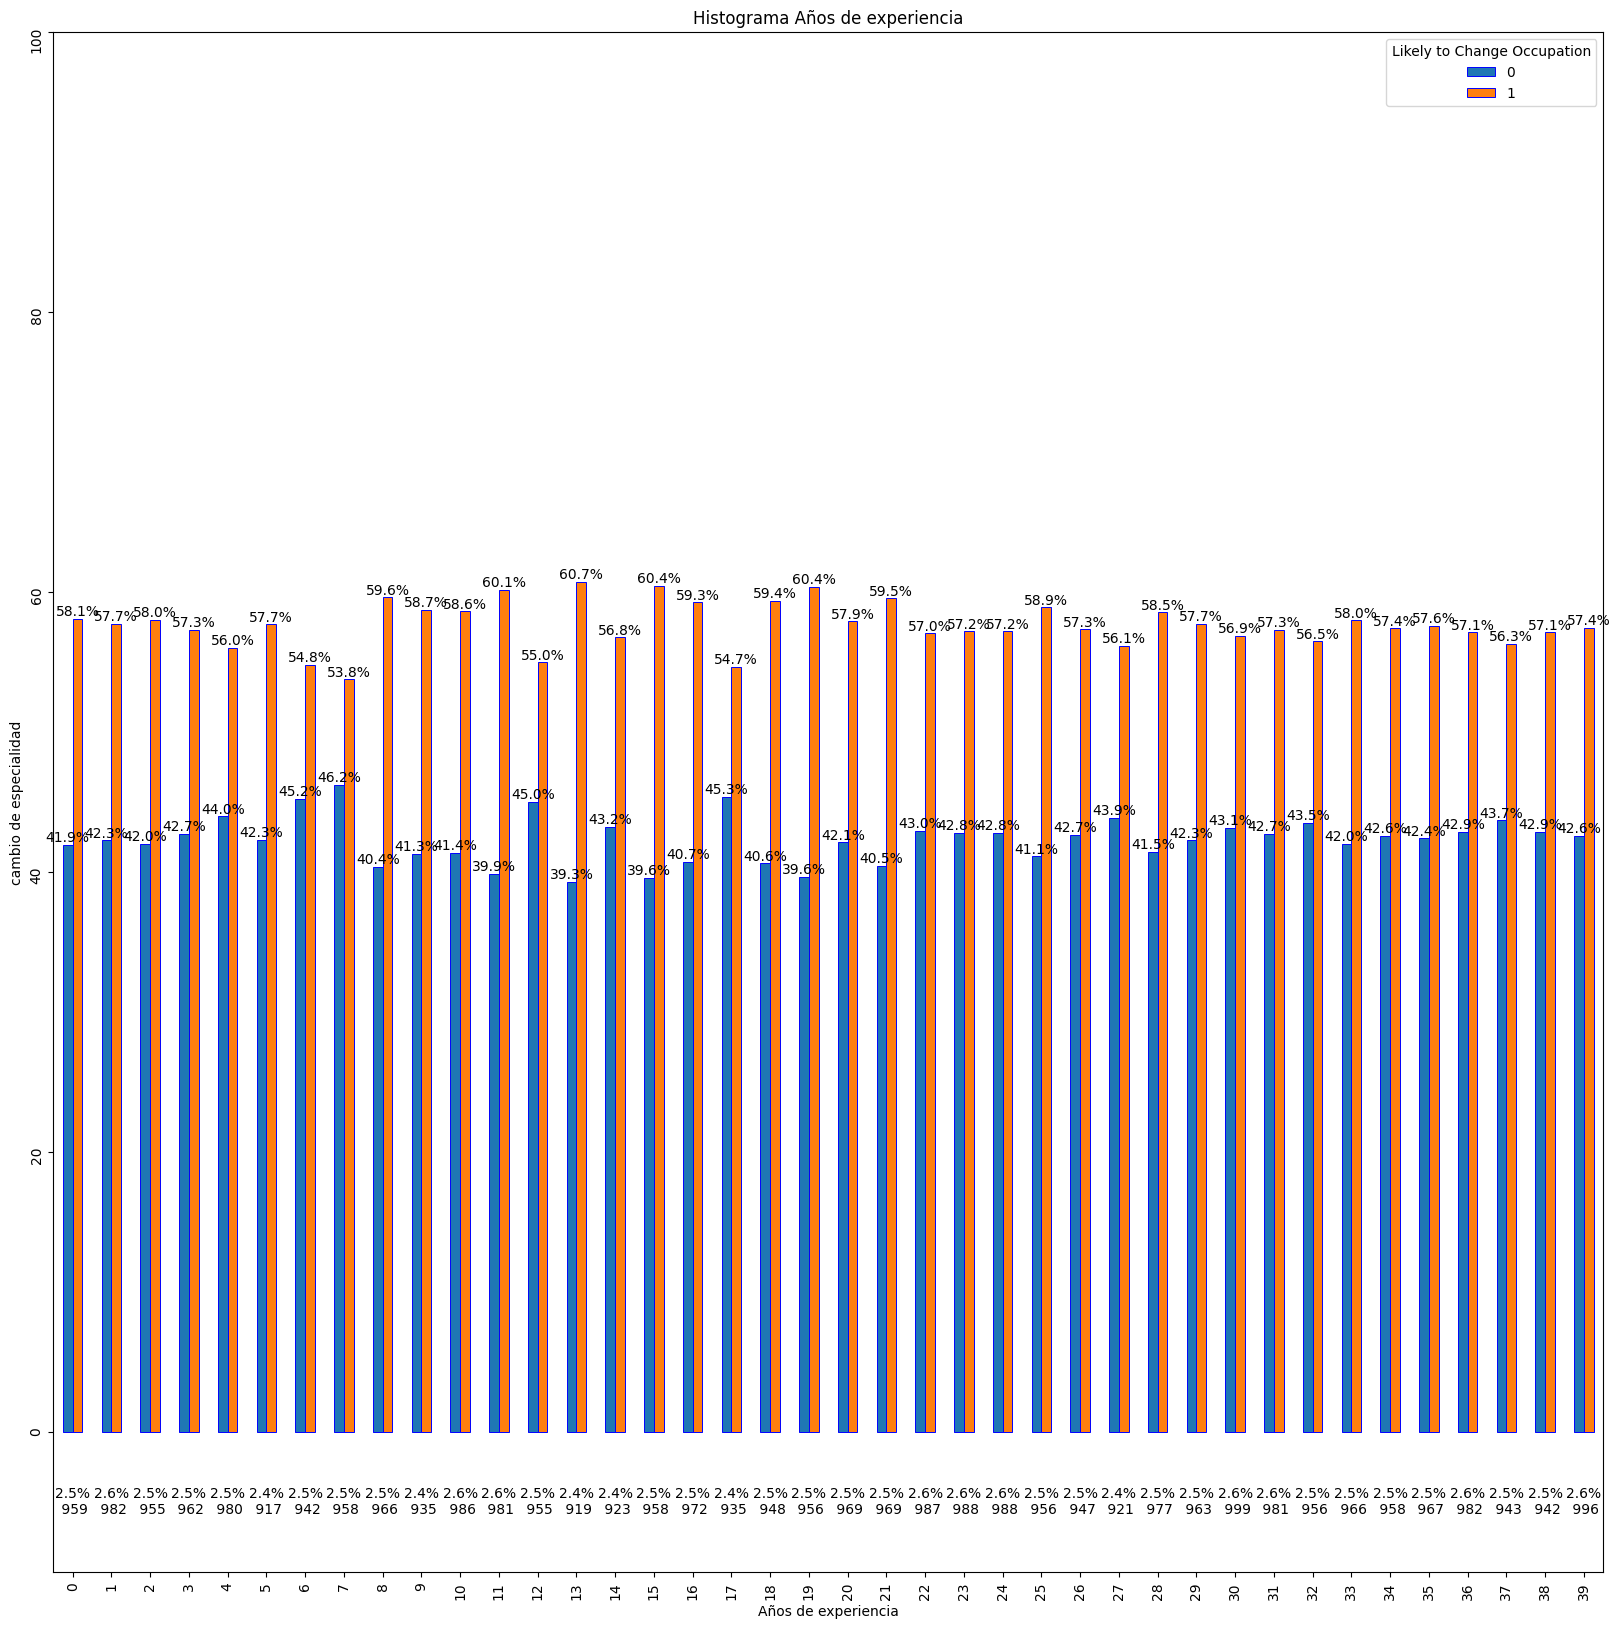 Histograma Años de experiencia
Likely to Change Occupation
0
1
cambio de especialidad
100
80
60
40
20
0
58.1% 57.7% 58.0% 57.3% 56.0% 57.7% 54.8% 53.8% 59.6% 58.7% 58.6% 60.1% 55.0% 60.7% 56.8% 60.4% 59.3% 54.7% 59.4% 60.4% 57.9% 59.5% 57.0% 57.2% 57.2% 58.9% 57.3% 56.1% 58.5% 57.7% 56.9% 57.3% 56.5% 58.0% 57.4% 57.6% 57.1% 56.3% 57.1% 57.4%
41.9% 42.3% 42.0% 42.7% 44.0% 42.3% 45.2% 46.2% 40.4% 41.3% 41.4% 39.9% 45.0% 39.3% 43.2% 39.6% 40.7% 45.3% 40.6% 39.6% 42.1% 40.5% 43.0% 42.8% 42.8% 41.1% 42.7% 43.9% 41.5% 42.3% 43.1% 42.7% 43.5% 42.0% 42.6% 42.4% 42.9% 43.7% 42.9% 42.6%
2.5% 2.6% 2.5% 2.5% 2.5% 2.4% 2.5% 2.5% 2.5% 2.4% 2.6% 2.6% 2.5% 2.4% 2.4% 2.5% 2.5% 2.4% 2.5% 2.5% 2.5% 2.5% 2.6% 2.6% 2.6% 2.5% 2.5% 2.4% 2.5% 2.5% 2.6% 2.6% 2.5% 2.5% 2.5% 2.5% 2.6% 2.5% 2.5% 2.6%
959 982 955 962 980 917 942 958 966 935 986 981 955 919 923 958 972 935 948 956 969 969 987 988 988 956 947 921 977 963 999 981 956 966 958 967 982 943 942 996
0 1 2 3 4 5 6 7 8 9 10 11 12 13 14 15 16 17 18 19 20 21 22 23 24 25 26 27 28 29 30 31 32 33 34 35 36 37 38 39
Años de experiencia